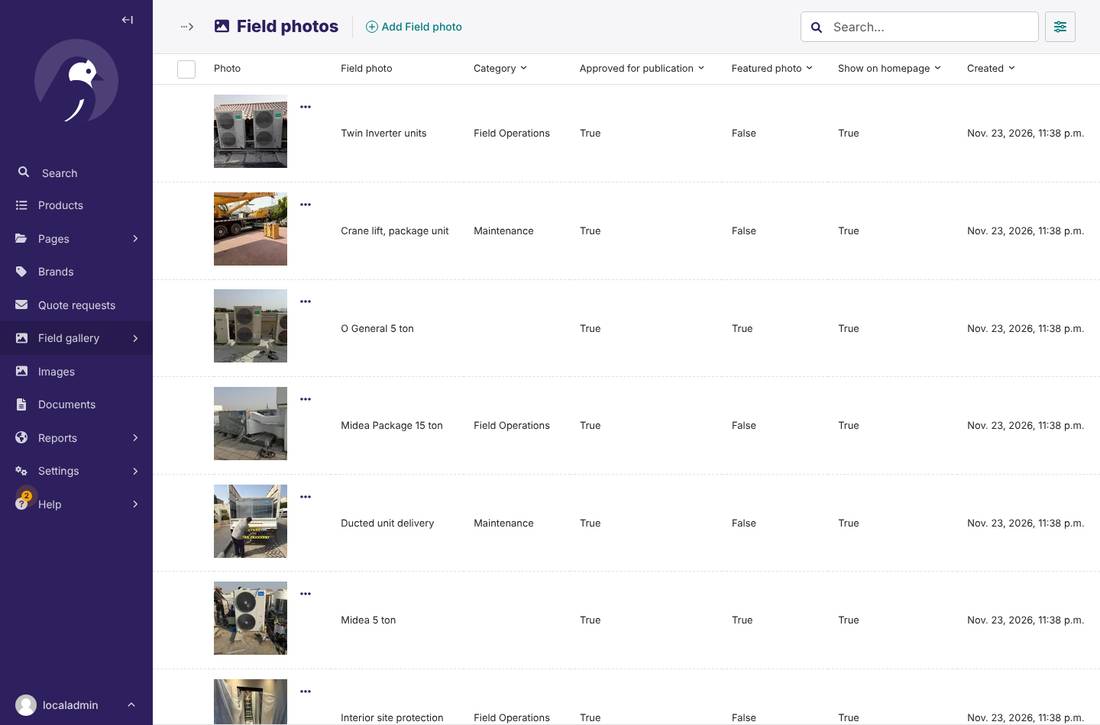 Field photos
Add Field photo
Search…
Search
Products
Pages
Brands
Quote requests
Field gallery
Images
Documents
Reports
Settings
2
? Help
localadmin
Photo Field photo Category Approved for publication Featured photo Show on homepage Created
Twin Inverter units Field Operations True False True Nov. 23, 2026, 11:38 p.m.
Crane lift, package unit Maintenance True False True Nov. 23, 2026, 11:38 p.m.
O General 5 ton True True True Nov. 23, 2026, 11:38 p.m.
Midea Package 15 ton Field Operations True False True Nov. 23, 2026, 11:38 p.m.
Ducted unit delivery Maintenance True False True Nov. 23, 2026, 11:38 p.m.
Midea 5 ton True True True Nov. 23, 2026, 11:38 p.m.
Interior site protection Field Operations True False True Nov. 23, 2026, 11:38 p.m.